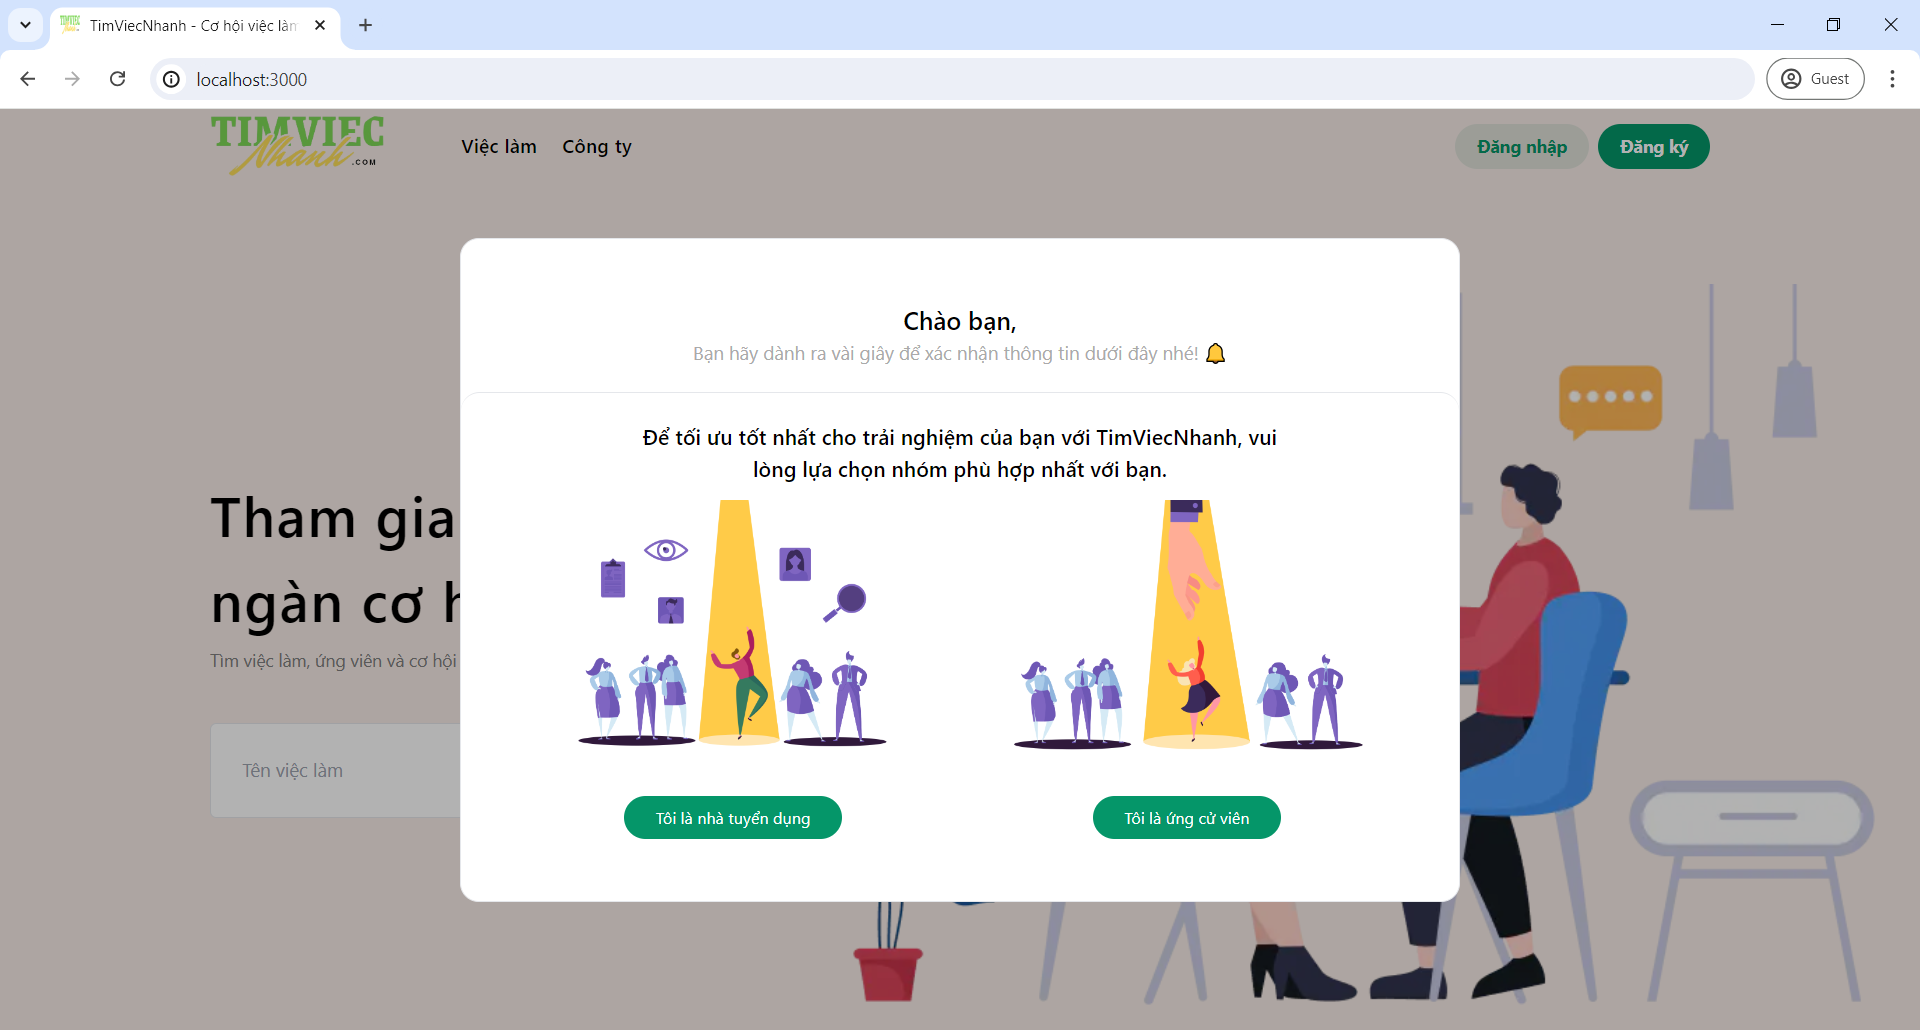 TimViecNhanh - Cơ hội việc làm
localhost:3000
Guest
TIMVIEC
Nhanh.COM
Việc làm
Công ty
Đăng nhập
Đăng ký
Chào bạn,
Bạn hãy dành ra vài giây để xác nhận thông tin dưới đây nhé! 🔔
Để tối ưu tốt nhất cho trải nghiệm của bạn với TimViecNhanh, vui
lòng lựa chọn nhóm phù hợp nhất với bạn.
Tham gia
ngàn cơ h
Tìm việc làm, ứng viên và cơ hội
Tên việc làm
Tôi là nhà tuyển dụng
Tôi là ứng cử viên